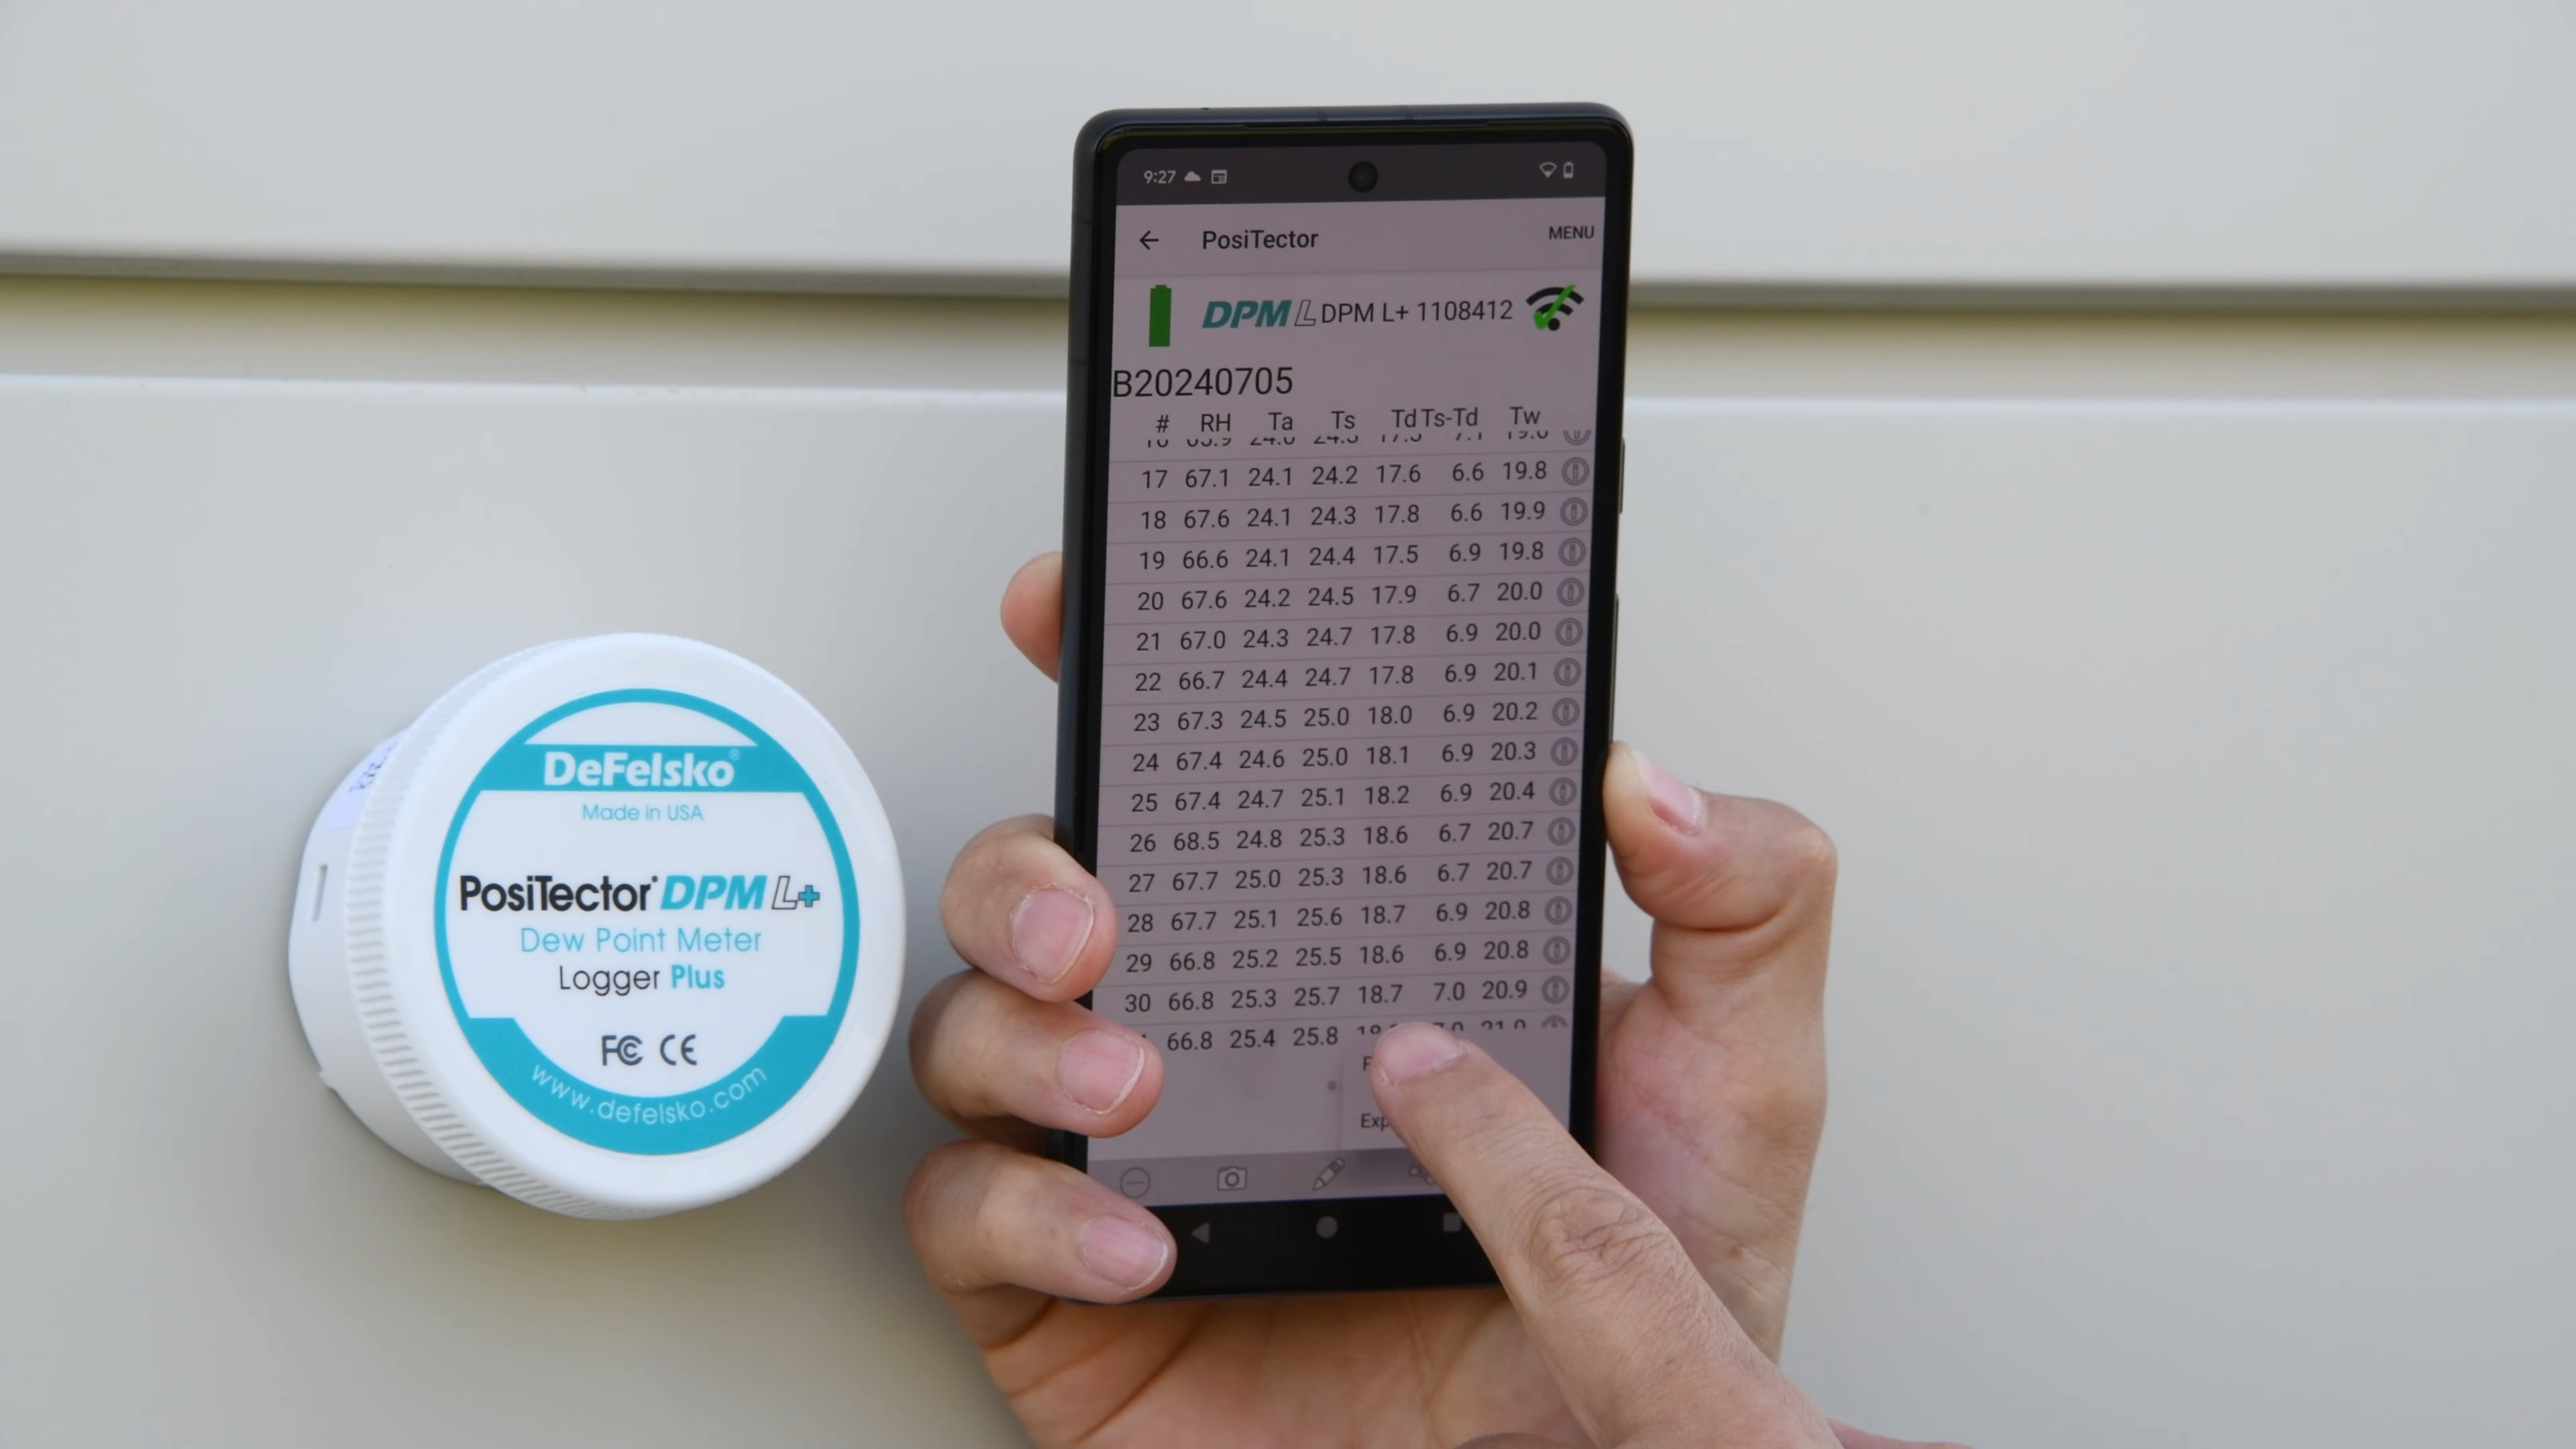 DeFelsko®
Made in USA
PosiTector® DPM L+
Dew Point Meter
Logger Plus
FC CE
www.defelsko.com
9:27
PosiTector MENU
DPM L DPM L+ 1108412
B20240705
# RH Ta Ts Td Ts-Td Tw
17 67.1 24.1 24.2 17.6 6.6 19.8
18 67.6 24.1 24.3 17.8 6.6 19.9
19 66.6 24.1 24.4 17.5 6.9 19.8
20 67.6 24.2 24.5 17.9 6.7 20.0
21 67.0 24.3 24.7 17.8 6.9 20.0
22 66.7 24.4 24.7 17.8 6.9 20.1
23 67.3 24.5 25.0 18.0 6.9 20.2
24 67.4 24.6 25.0 18.1 6.9 20.3
25 67.4 24.7 25.1 18.2 6.9 20.4
26 68.5 24.8 25.3 18.6 6.7 20.7
27 67.7 25.0 25.3 18.6 6.7 20.7
28 67.7 25.1 25.6 18.7 6.9 20.8
29 66.8 25.2 25.5 18.6 6.9 20.8
30 66.8 25.3 25.7 18.7 7.0 20.9
66.8 25.4 25.8